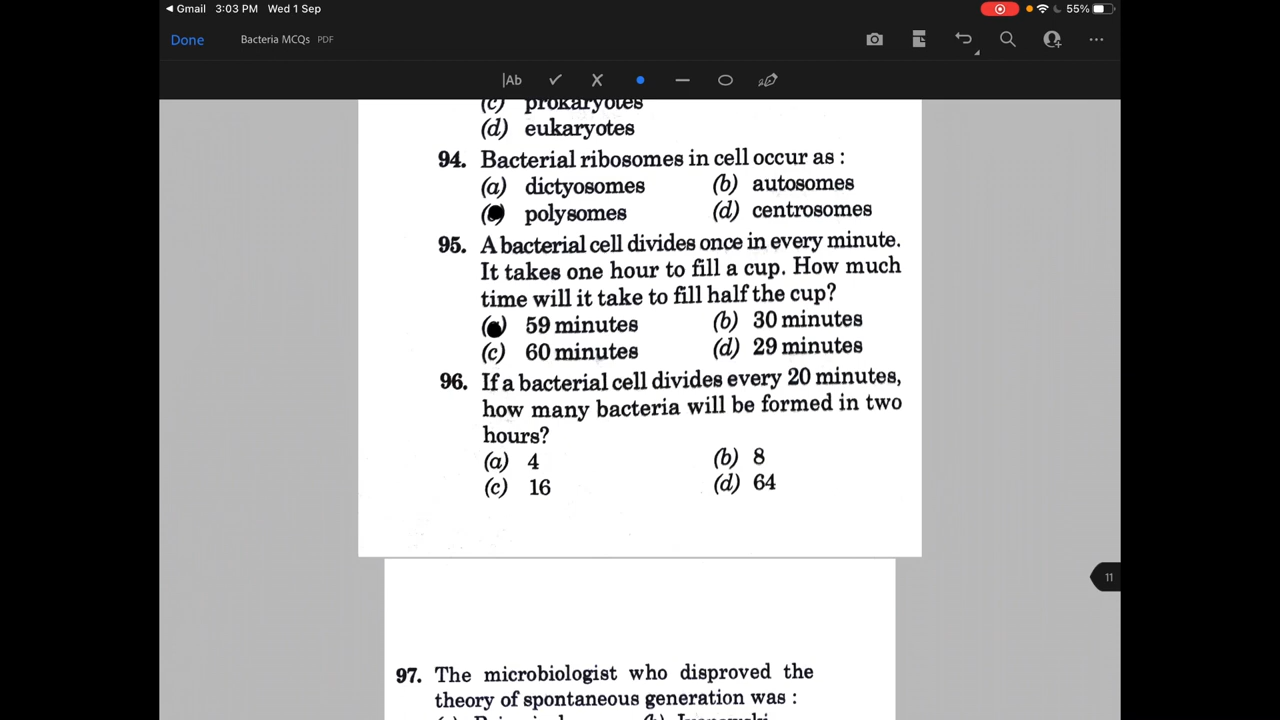 Gmail 3:03 PM Wed 1 Sep 55%
Done Bacteria MCQs PDF
|Ab
(c) prokaryotes
(d) eukaryotes
94. Bacterial ribosomes in cell occur as :
(a) dictyosomes (b) autosomes
polysomes (d) centrosomes
95. A bacterial cell divides once in every minute.
It takes one hour to fill a cup. How much
time will it take to fill half the cup?
59 minutes (b) 30 minutes
(c) 60 minutes (d) 29 minutes
96. If a bacterial cell divides every 20 minutes,
how many bacteria will be formed in two
hours?
(a) 4 (b) 8
(c) 16 (d) 64
11
97. The microbiologist who disproved the
theory of spontaneous generation was :